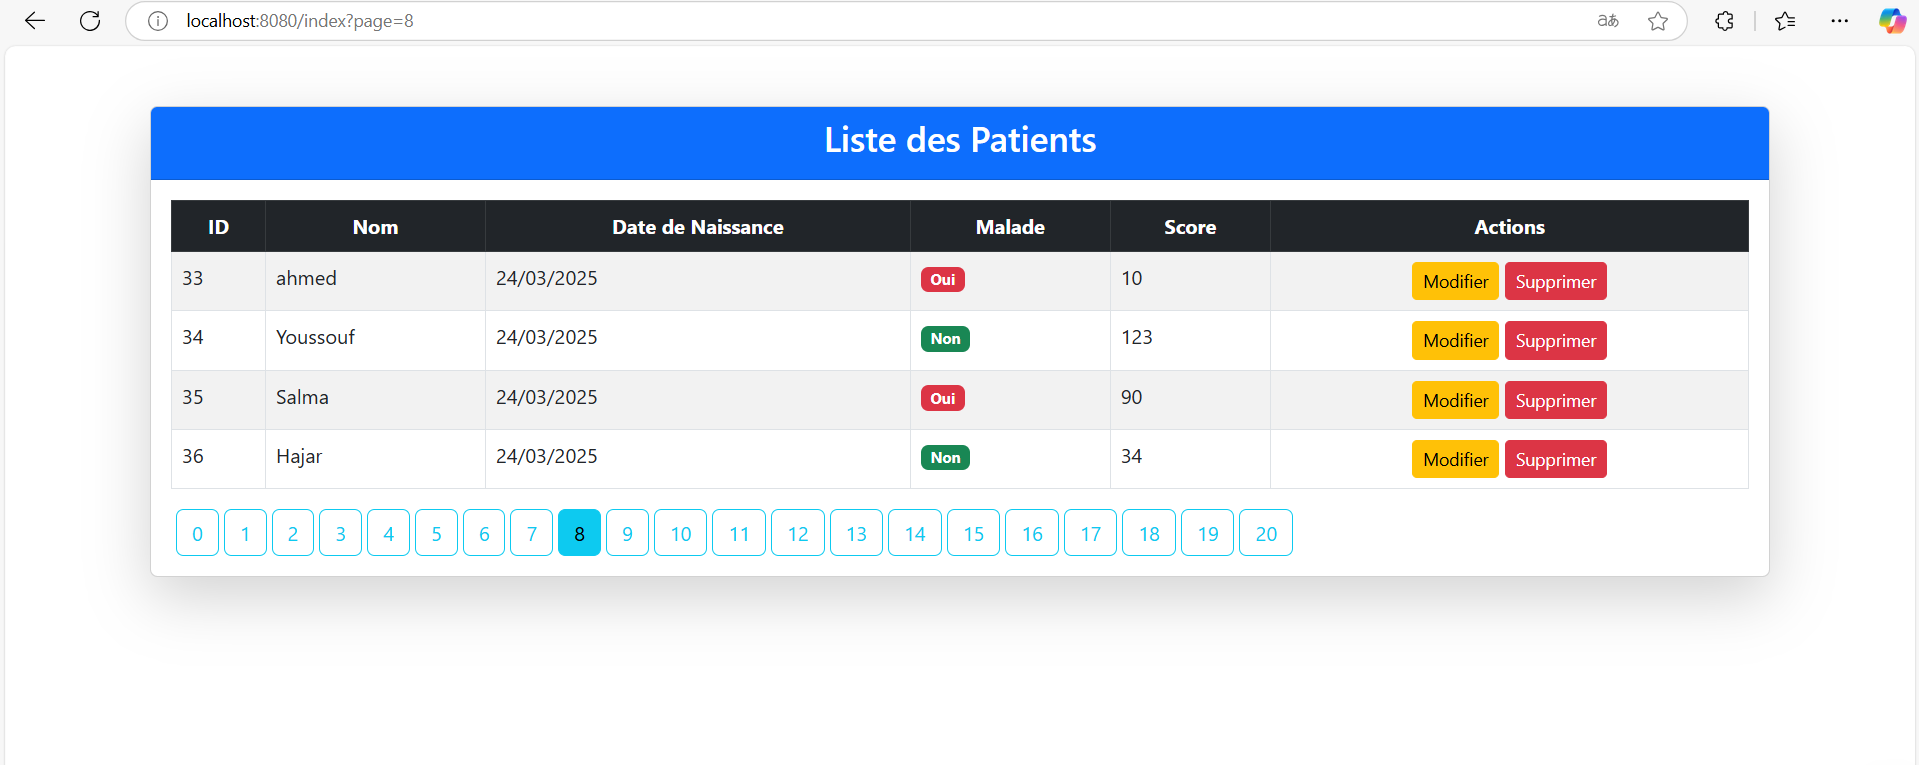 localhost:8080/index?page=8
aあ
Liste des Patients
ID Nom Date de Naissance Malade Score Actions
33 ahmed 24/03/2025 Oui 10 Modifier Supprimer
34 Youssouf 24/03/2025 Non 123 Modifier Supprimer
35 Salma 24/03/2025 Oui 90 Modifier Supprimer
36 Hajar 24/03/2025 Non 34 Modifier Supprimer
0 1 2 3 4 5 6 7 8 9 10 11 12 13 14 15 16 17 18 19 20